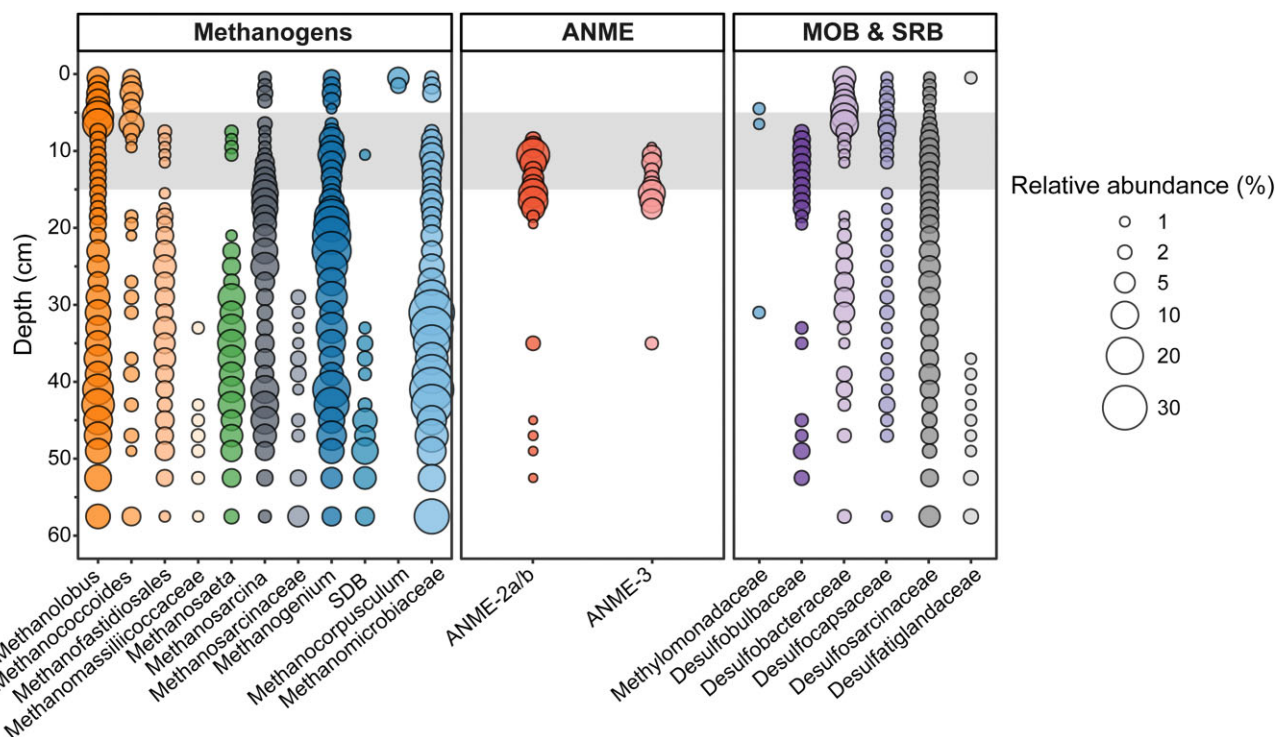 Methanogens
ANME
MOB & SRB
Depth (cm)
0
10
20
30
40
50
60
Methanolobus
Methanococcoides
Methanofastidiosales
Methanomassiliicoccaceae
Methanosaeta
Methanosarcina
Methanosarcinaceae
Methanogenium
SDB
Methanocorpusculum
Methanomicrobiaceae
ANME-2a/b
ANME-3
Methylomonadaceae
Desulfobulbaceae
Desulfobacteraceae
Desulfocapsaceae
Desulfosarcinaceae
Desulfatiglandaceae
Relative abundance (%)
1
2
5
10
20
30